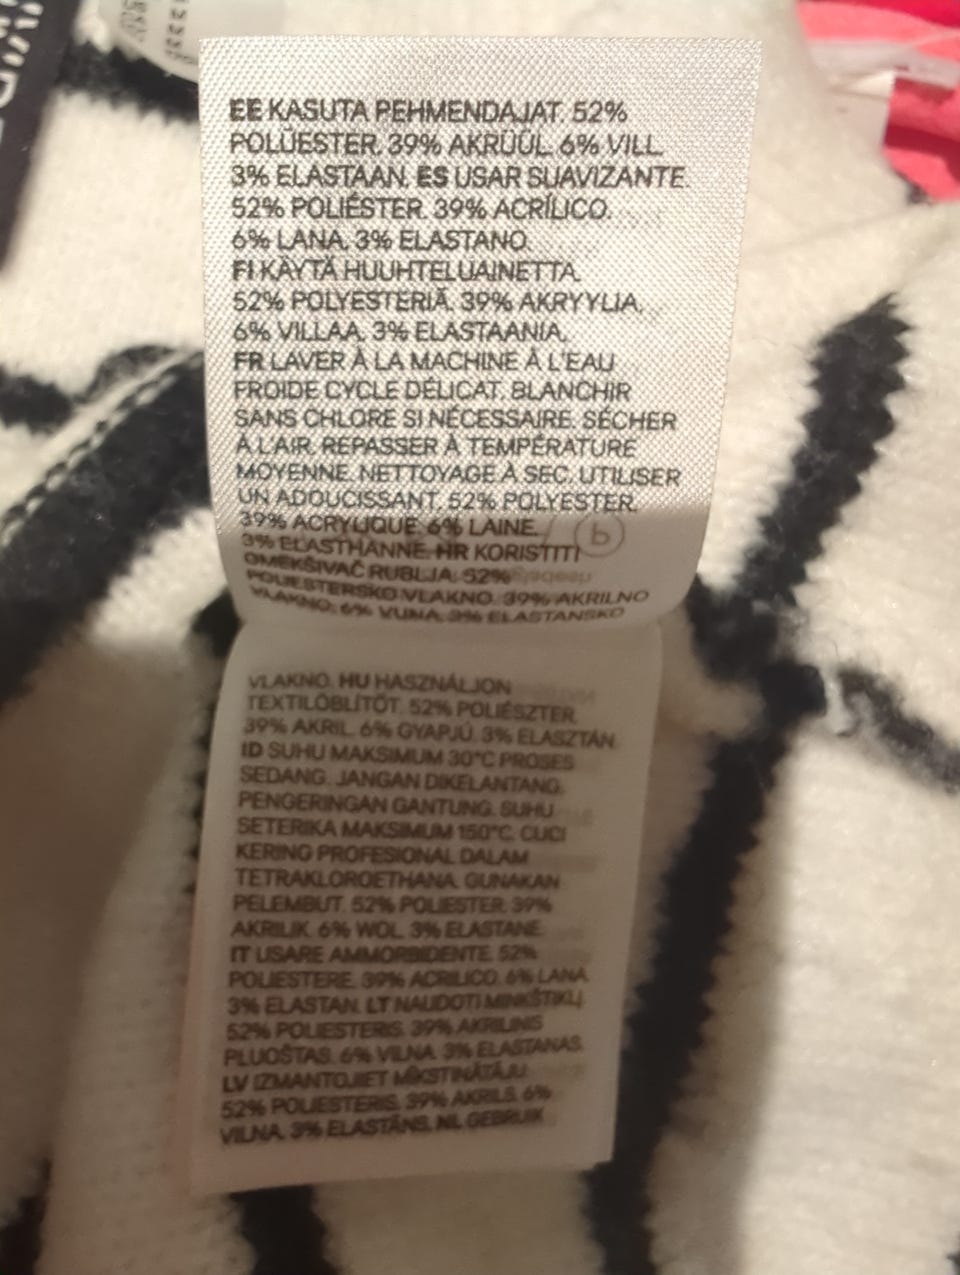 EE KASUTA PEHMENDAJAT. 52%
POLÜESTER. 39% AKRÜÜL. 6% VILL.
3% ELASTAAN. ES USAR SUAVIZANTE.
52% POLIÉSTER. 39% ACRÍLICO.
6% LANA. 3% ELASTANO.
FI KÄYTÄ HUUHTELUAINETTA.
52% POLYESTERIÄ. 39% AKRYYLIA.
6% VILLAA. 3% ELASTAANIA.
FR LAVER À LA MACHINE À L'EAU
FROIDE CYCLE DÉLICAT. BLANCHIR
SANS CHLORE SI NÉCESSAIRE. SÉCHER
À L'AIR. REPASSER À TEMPÉRATURE
MOYENNE. NETTOYAGE À SEC. UTILISER
UN ADOUCISSANT. 52% POLYESTER.
39% ACRYLIQUE. 6% LAINE.
3% ELASTHANNE. HR KORISTITI
OMEKŠIVAČ RUBLJA. 52%
POLIESTERSKO VLAKNO. 39% AKRILNO
VLAKNO. 6% VUNA. 3% ELASTANSKO
VLAKNO. HU HASZNÁLJON
TEXTILÖBLÍTŐT. 52% POLIÉSZTER.
39% AKRIL. 6% GYAPJÚ. 3% ELASZTÁN.
ID SUHU MAKSIMUM 30°C PROSES
SEDANG. JANGAN DIKELANTANG.
PENGERINGAN GANTUNG. SUHU
SETERIKA MAKSIMUM 150°C. CUCI
KERING PROFESIONAL DALAM
TETRAKLOROETHANA. GUNAKAN
PELEMBUT. 52% POLIESTER. 39%
AKRILIK. 6% WOL. 3% ELASTANE.
IT USARE AMMORBIDENTE. 52%
POLIESTERE. 39% ACRILICO. 6% LANA.
3% ELASTAN. LT NAUDOTI MINKŠTIKLĮ.
52% POLIESTERIS. 39% AKRILINIS
PLUOŠTAS. 6% VILNA. 3% ELASTANAS.
LV IZMANTOJIET MĪKSTINĀTĀJU.
52% POLIESTERIS. 39% AKRILS. 6%
VILNA. 3% ELASTĀNS. NL GEBRUIK